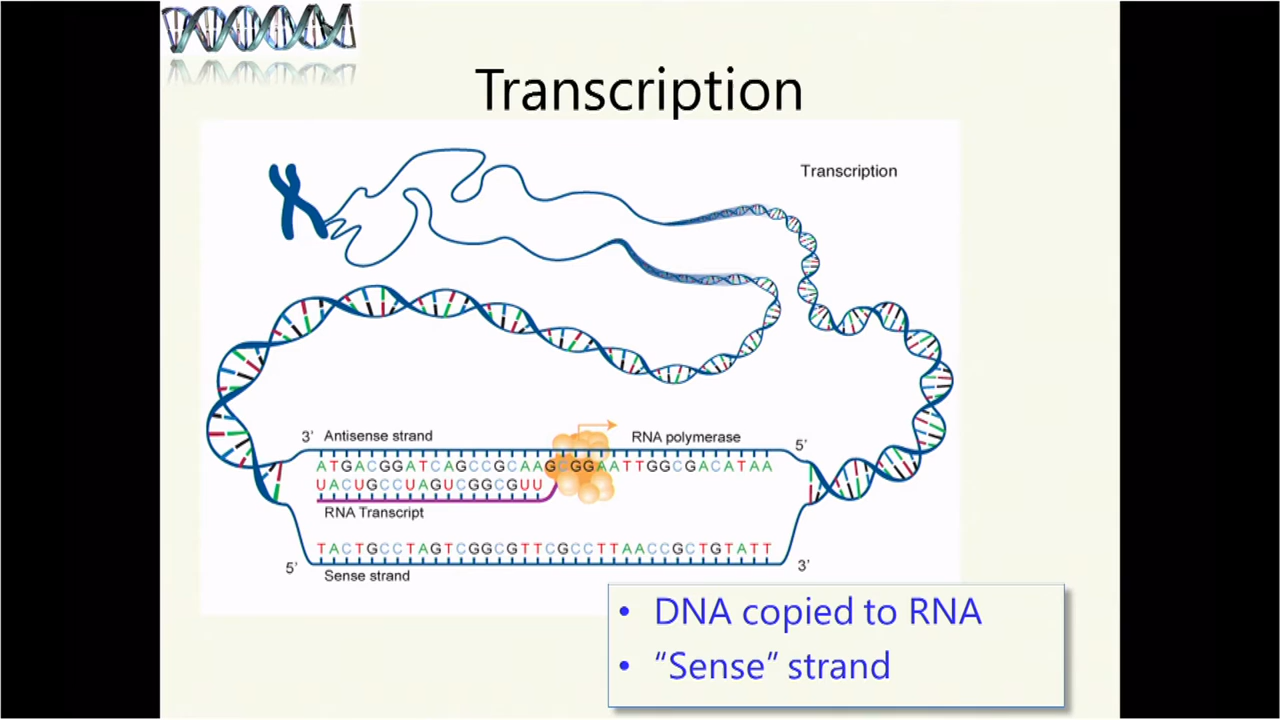 Transcription
Transcription
3’ Antisense strand
RNA polymerase
5’
ATGACGGATCAGCCGCAAGCGGAATTGGCGACATAA
UACUGCCUAGUCGGCGUU
RNA Transcript
TACTGCCTAGTCGGCGTTCGCCTTAACCGCTGTATT
5’
Sense strand
3’
• DNA copied to RNA
• “Sense” strand